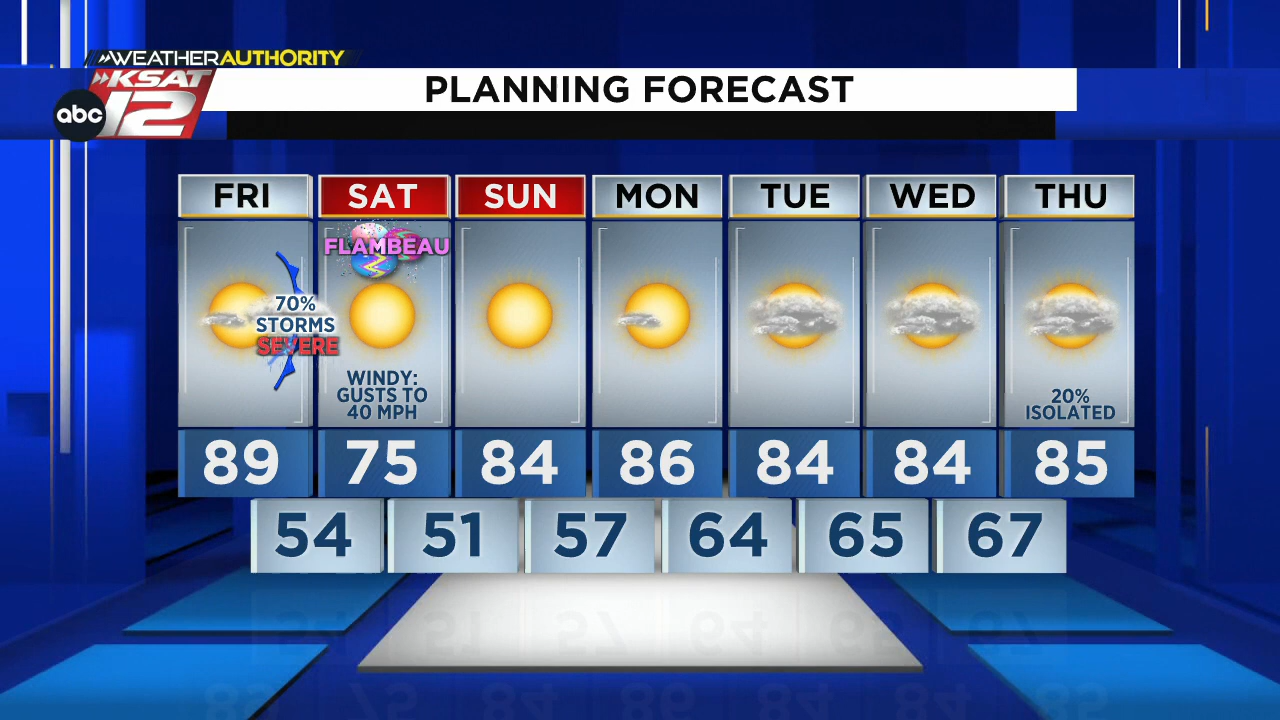 WEATHERAUTHORITY
KSAT
abc
12
PLANNING FORECAST
FRI
SAT
SUN
MON
TUE
WED
THU
FLAMBEAU
70%
STORMS
SEVERE
WINDY:
GUSTS TO
40 MPH
20%
ISOLATED
89
75
84
86
84
84
85
54
51
57
64
65
67